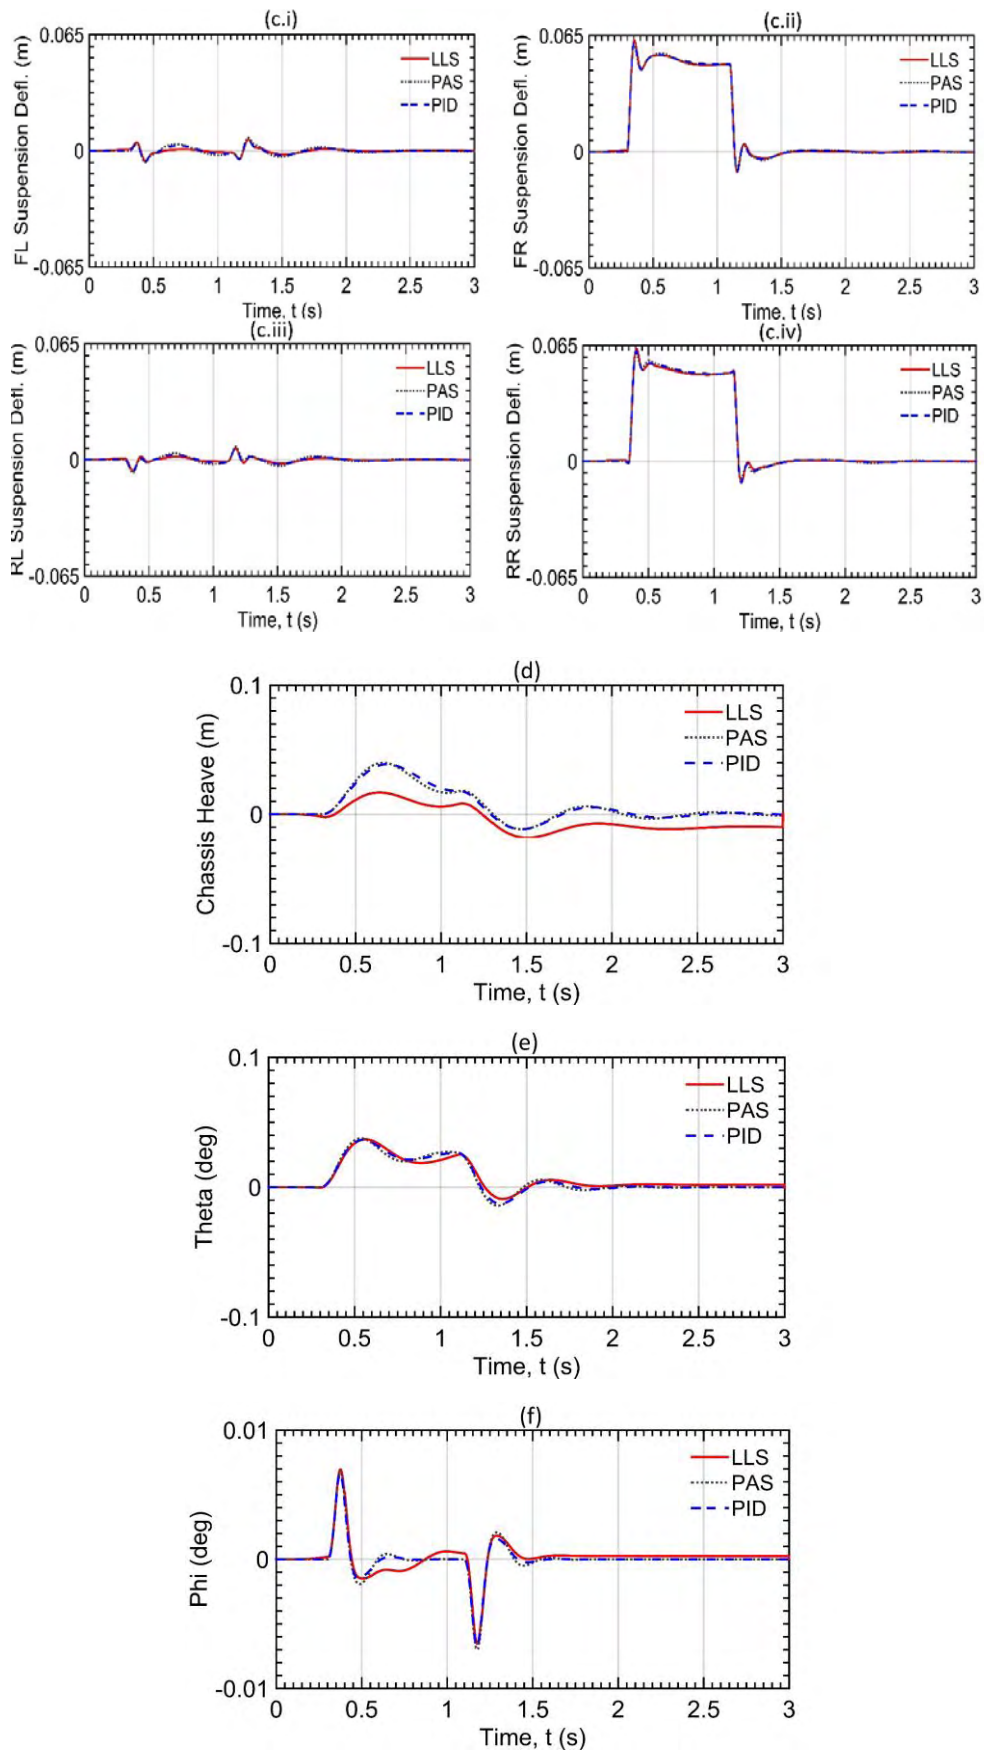 (c.i)
FL Suspension Defl. (m)
0.065
0
-0.065
LLS
PAS
PID
0 0.5 1 1.5 2 2.5 3
Time, t (s)
(c.ii)
FR Suspension Defl. (m)
0.065
0
-0.065
LLS
PAS
PID
0 0.5 1 1.5 2 2.5 3
Time, t (s)
(c.iii)
RL Suspension Defl. (m)
0.065
0
-0.065
LLS
PAS
PID
0 0.5 1 1.5 2 2.5 3
Time, t (s)
(c.iv)
RR Suspension Defl. (m)
0.065
0
-0.065
LLS
PAS
PID
0 0.5 1 1.5 2 2.5 3
Time, t (s)
(d)
Chassis Heave (m)
0.1
0
-0.1
LLS
PAS
PID
0 0.5 1 1.5 2 2.5 3
Time, t (s)
(e)
Theta (deg)
0.1
0
-0.1
LLS
PAS
PID
0 0.5 1 1.5 2 2.5 3
Time, t (s)
(f)
Phi (deg)
0.01
0
-0.01
LLS
PAS
PID
0 0.5 1 1.5 2 2.5 3
Time, t (s)